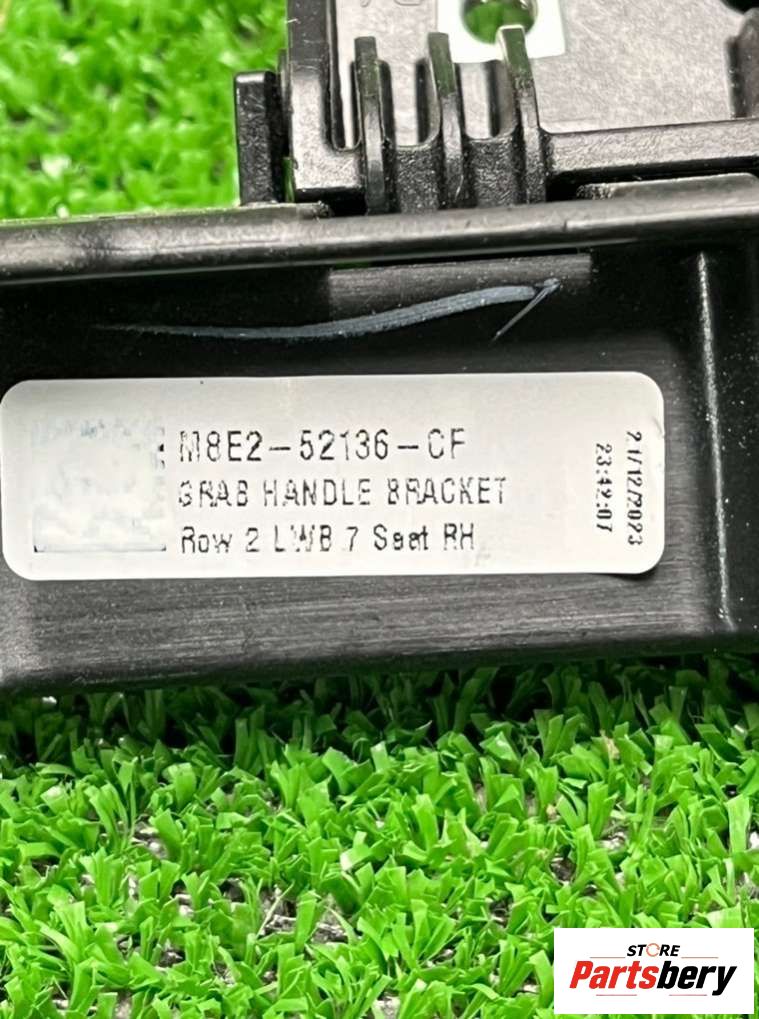 M8E2-52136-CF
GRAB HANDLE BRACKET
Row 2 LWB 7 Seat RH
21/12/2023
23:42:07
STORE
Partsbery